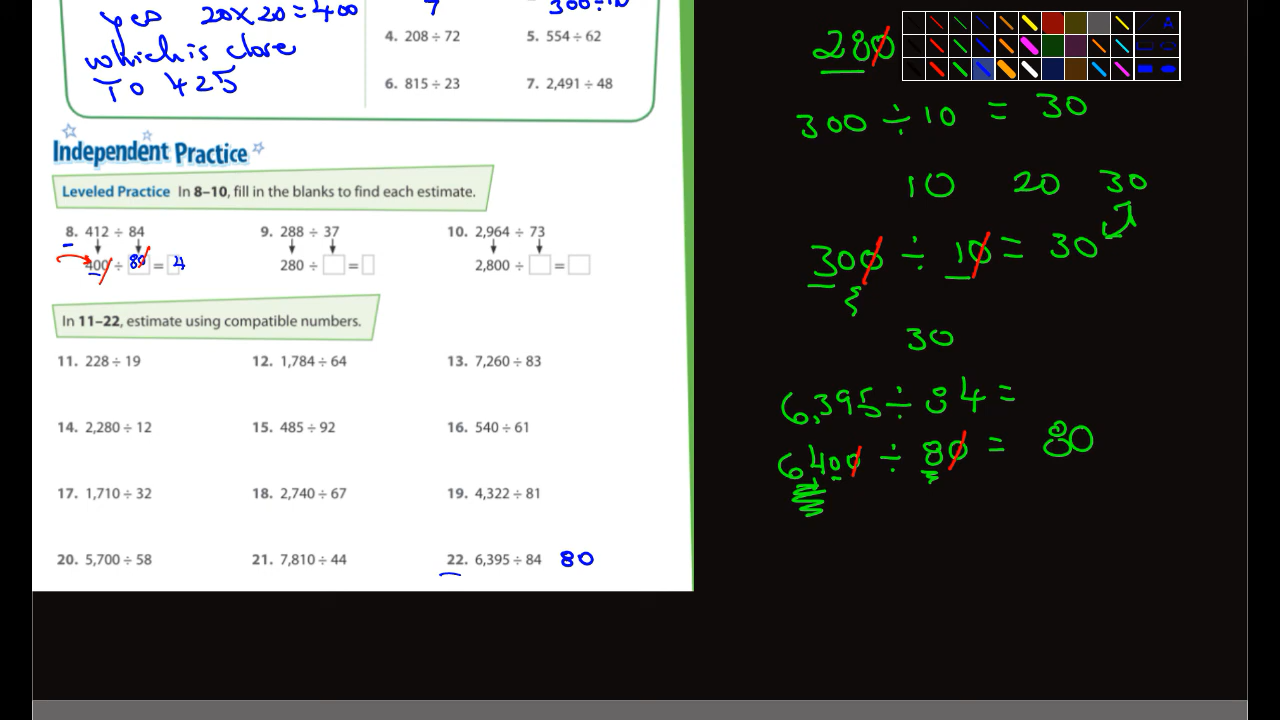 yes 20x20=400
7
300÷10
which is close
4. 208 ÷ 72
5. 554 ÷ 62
To 425
6. 815 ÷ 23
7. 2,491 ÷ 48
Independent Practice
Leveled Practice In 8–10, fill in the blanks to find each estimate.
8. 412 ÷ 84
400 ÷ 80 = 4
9. 288 ÷ 37
280 ÷ =
10. 2,964 ÷ 73
2,800 ÷ =
In 11–22, estimate using compatible numbers.
11. 228 ÷ 19
12. 1,784 ÷ 64
13. 7,260 ÷ 83
14. 2,280 ÷ 12
15. 485 ÷ 92
16. 540 ÷ 61
17. 1,710 ÷ 32
18. 2,740 ÷ 67
19. 4,322 ÷ 81
20. 5,700 ÷ 58
21. 7,810 ÷ 44
22. 6,395 ÷ 84 80
280
A
300 ÷ 10 = 30
10 20 30
300 ÷ 10 = 30
30
6,395 ÷ 84 =
6400 ÷ 80 = 80